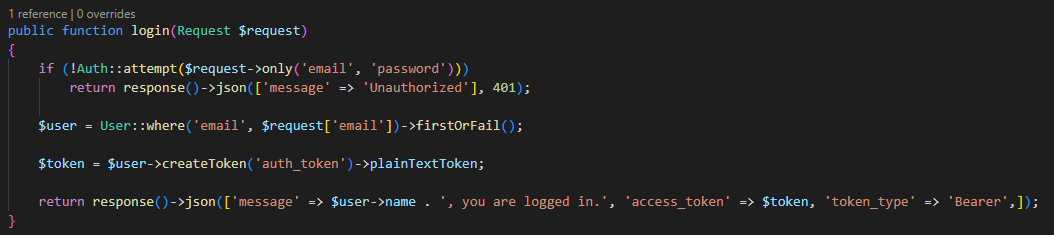 1 reference | 0 overrides
public function login(Request $request)
{
if (!Auth::attempt($request->only('email', 'password')))
return response()->json(['message' => 'Unauthorized'], 401);
$user = User::where('email', $request['email'])->firstOrFail();
$token = $user->createToken('auth_token')->plainTextToken;
return response()->json(['message' => $user->name . ', you are logged in.', 'access_token' => $token, 'token_type' => 'Bearer',]);
}